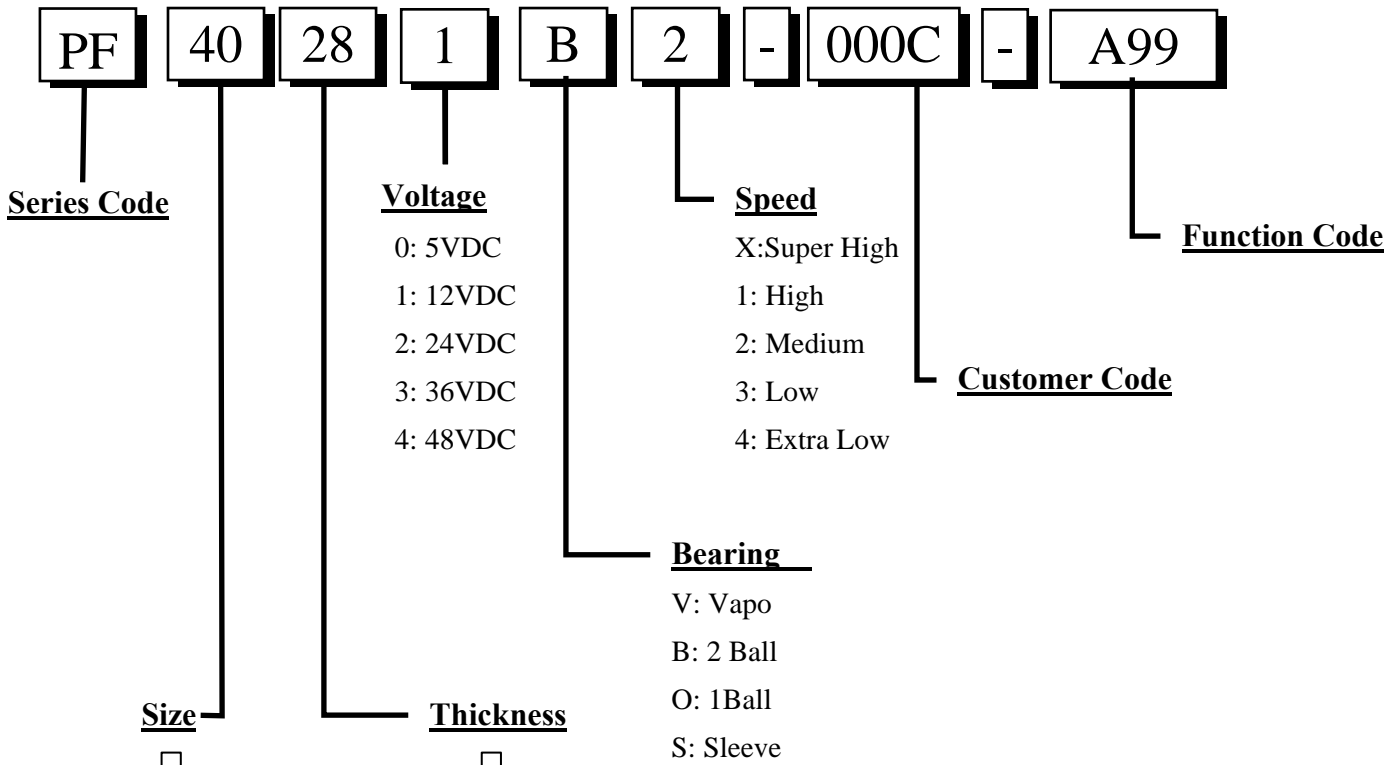 PF 40 28 1 B 2 - 000C - A99
Series Code
Voltage
0: 5VDC
1: 12VDC
2: 24VDC
3: 36VDC
4: 48VDC
Speed
X:Super High
1: High
2: Medium
3: Low
4: Extra Low
Function Code
Customer Code
Bearing
V: Vapo
B: 2 Ball
O: 1Ball
S: Sleeve
Size
Thickness